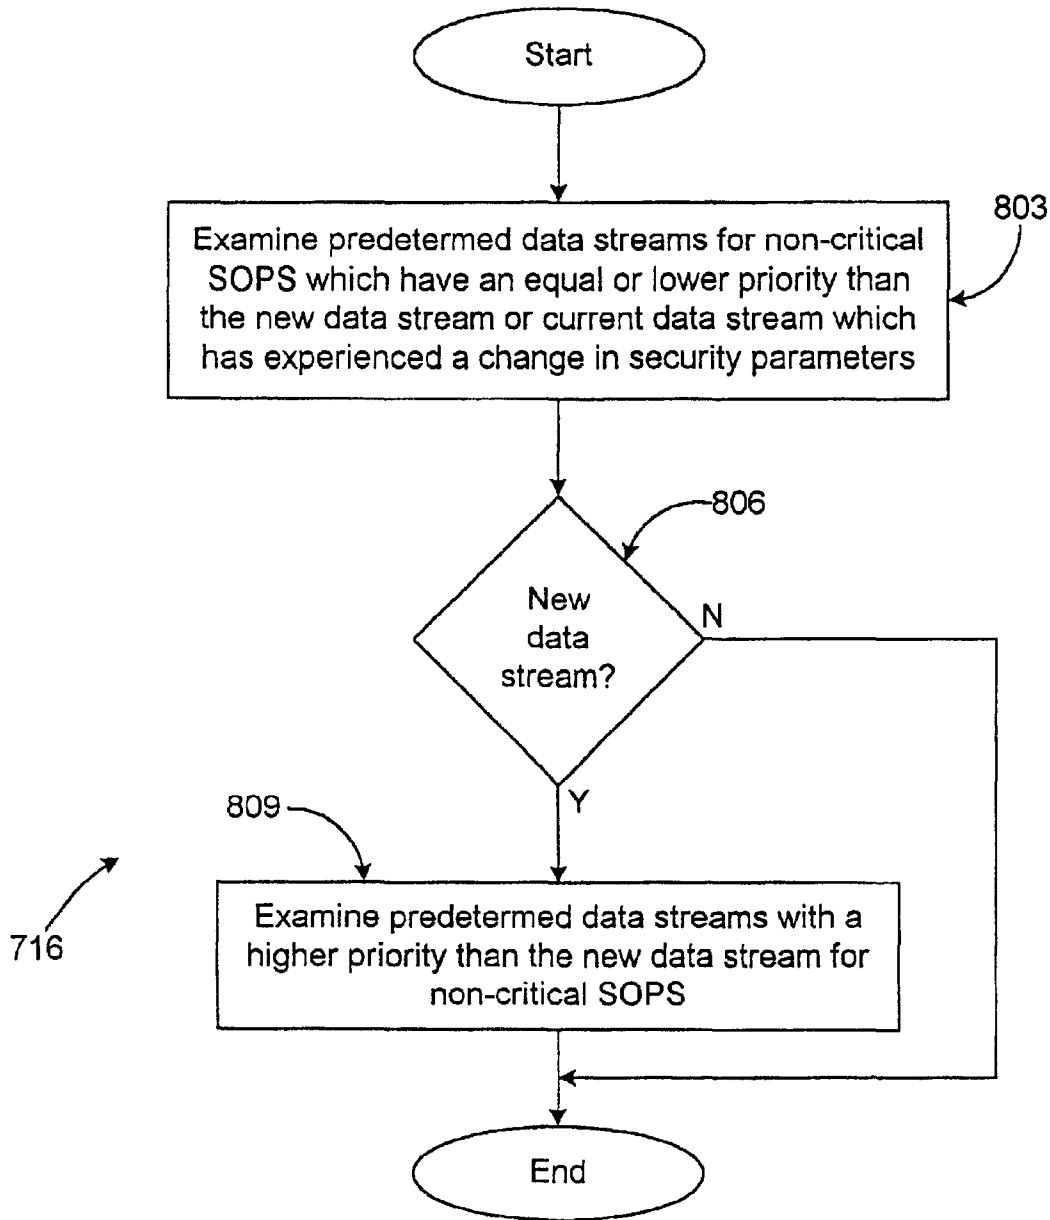 Start
803
Examine predetermed data streams for non-critical
SOPS which have an equal or lower priority than
the new data stream or current data stream which
has experienced a change in security parameters
806
New
data
stream?
N
Y
809
Examine predetermed data streams with a
higher priority than the new data stream for
non-critical SOPS
716
End